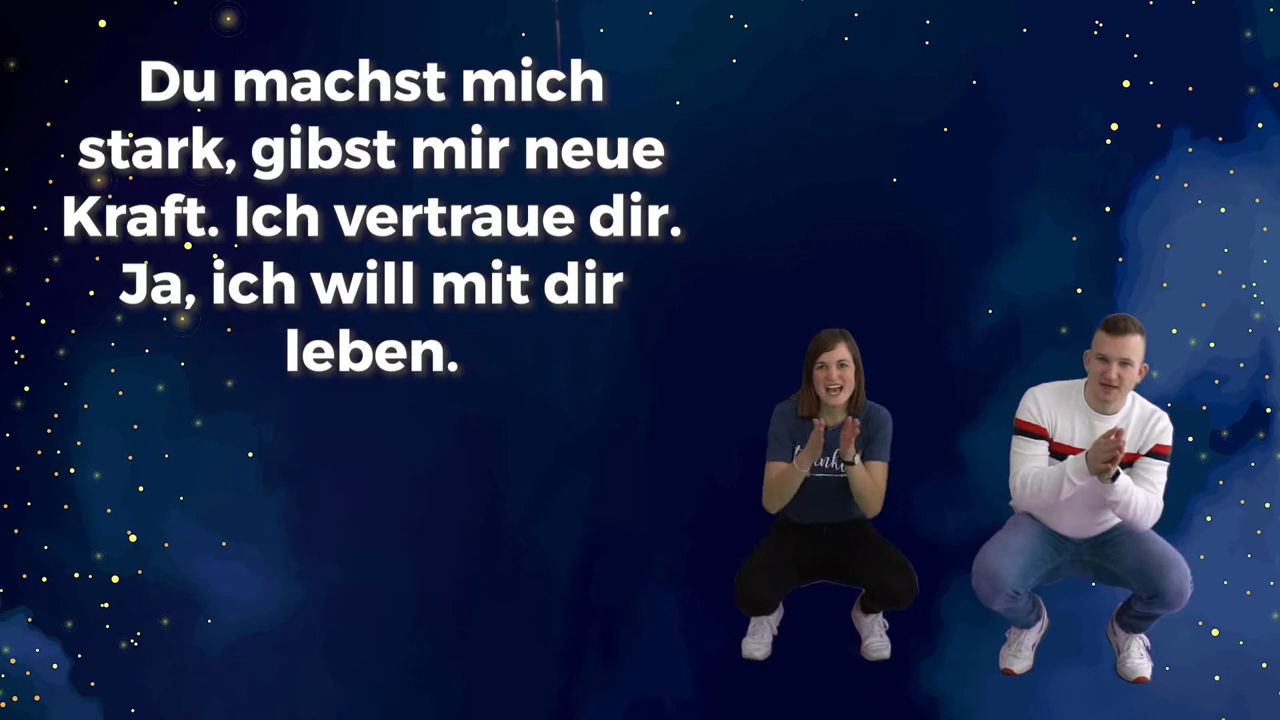 Du machst mich
stark, gibst mir neue
Kraft. Ich vertraue dir.
Ja, ich will mit dir
leben.